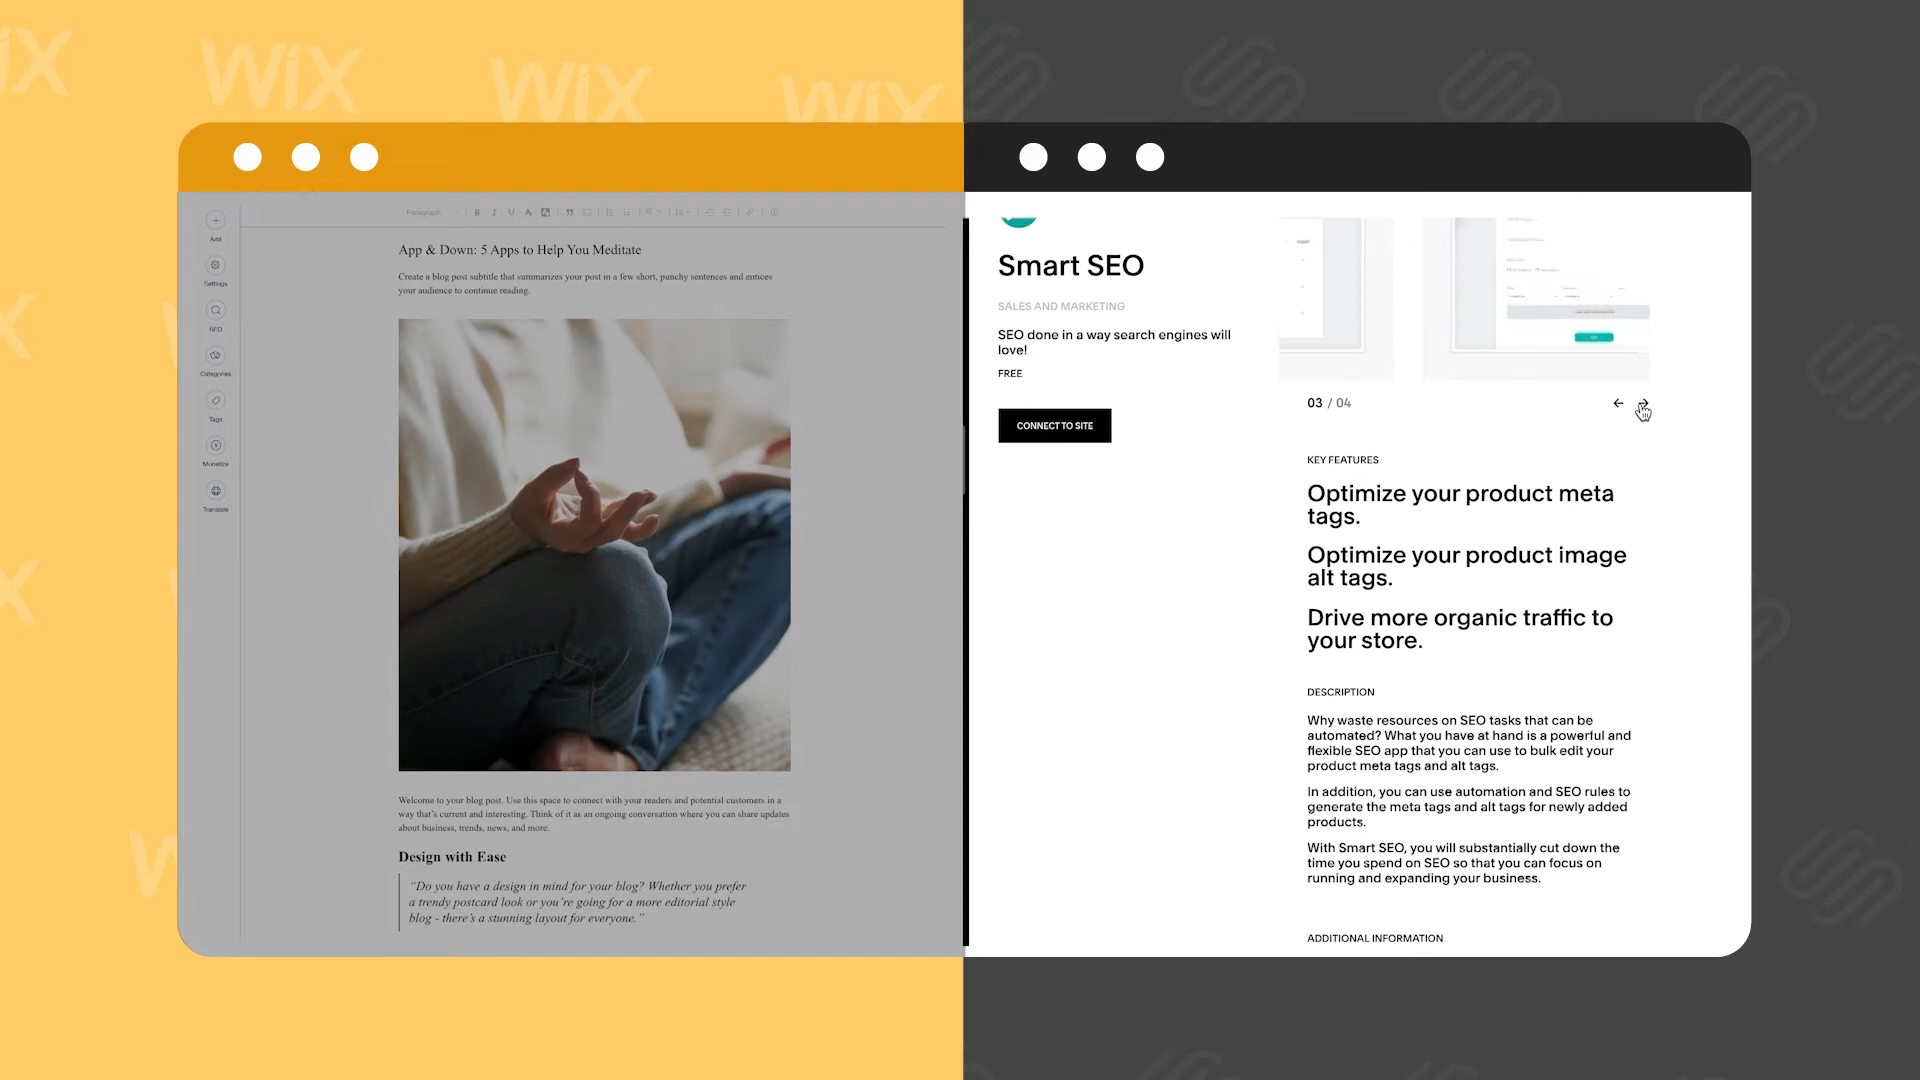 WiX
WiX
WiX
Paragraph
Add
Settings
SEO
Categories
Tags
Monetize
Translate
App & Down: 5 Apps to Help You Meditate
Create a blog post subtitle that summarizes your post in a few short, punchy sentences and entices
your audience to continue reading.
Welcome to your blog post. Use this space to connect with your readers and potential customers in a
way that's current and interesting. Think of it as an ongoing conversation where you can share updates
about business, trends, news, and more.
Design with Ease
“Do you have a design in mind for your blog? Whether you prefer
a trendy postcard look or you’re going for a more editorial style
blog - there’s a stunning layout for everyone.”
Smart SEO
SALES AND MARKETING
SEO done in a way search engines will
love!
FREE
CONNECT TO SITE
03 / 04
KEY FEATURES
Optimize your product meta
tags.
Optimize your product image
alt tags.
Drive more organic traffic to
your store.
DESCRIPTION
Why waste resources on SEO tasks that can be
automated? What you have at hand is a powerful and
flexible SEO app that you can use to bulk edit your
product meta tags and alt tags.
In addition, you can use automation and SEO rules to
generate the meta tags and alt tags for newly added
products.
With Smart SEO, you will substantially cut down the
time you spend on SEO so that you can focus on
running and expanding your business.
ADDITIONAL INFORMATION